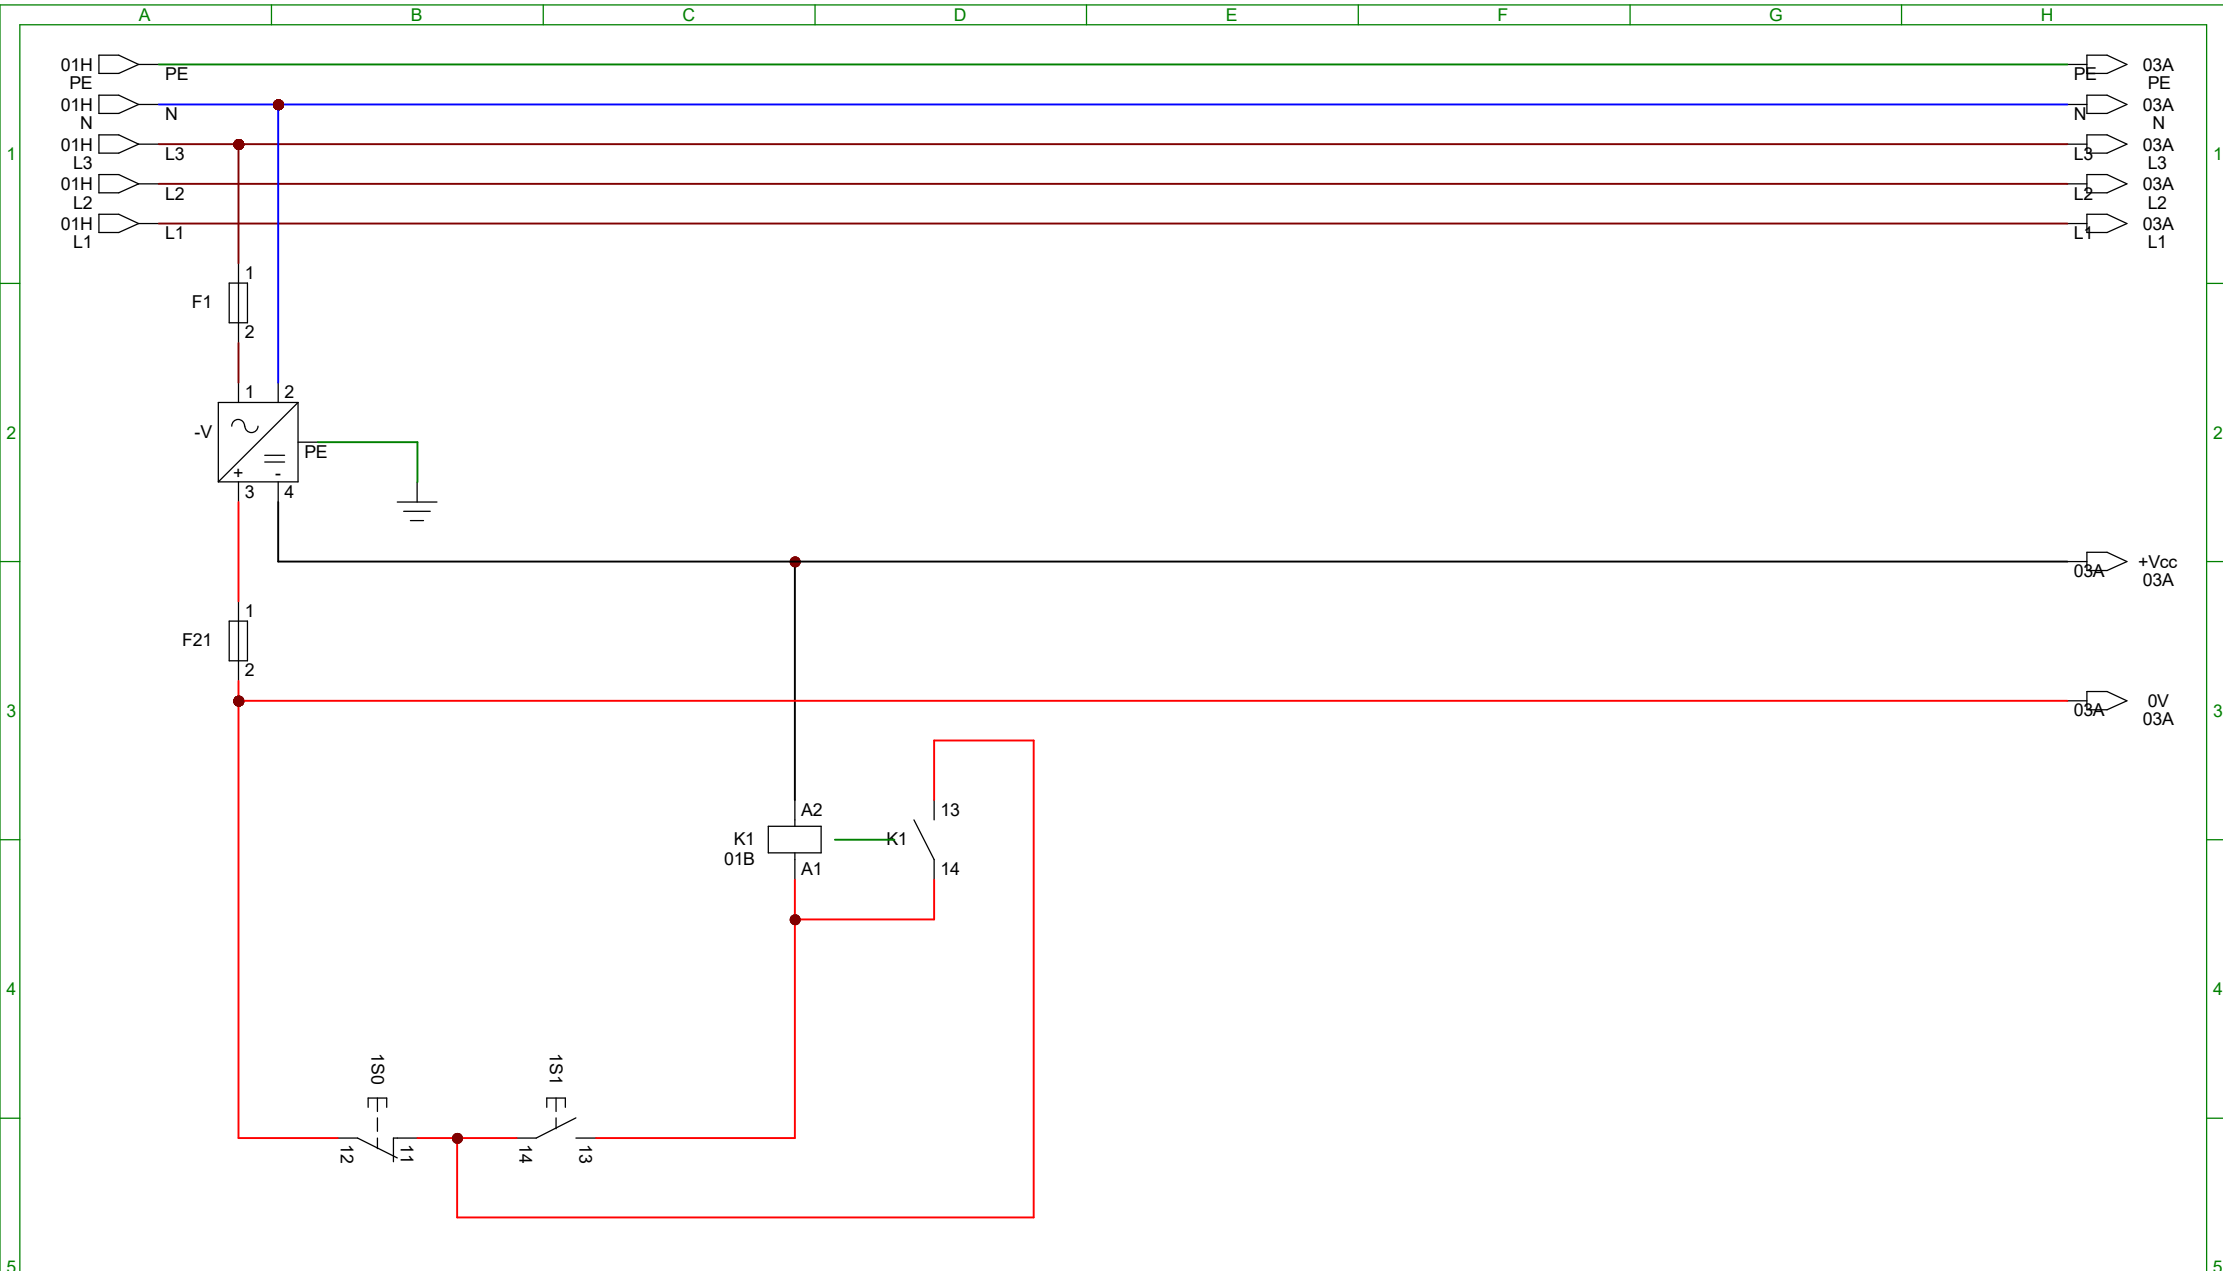 A B C D E F G H
01H PE 03A
PE PE PE
01H N 03A
N N N
1 01H L3 03A 1
L3 L3 L3
01H L2 03A
L2 L2 L2
01H L1 03A
L1 L1 L1
1
F1
2
1 2
2 -V 2
PE
+ -
3 4
+Vcc
03A 03A
1
F21
2
0V
3 03A 03A 3
A2 13
K1 K1
01B
A1 14
4 4
1S0 1S1
12 11 14 13
5 5